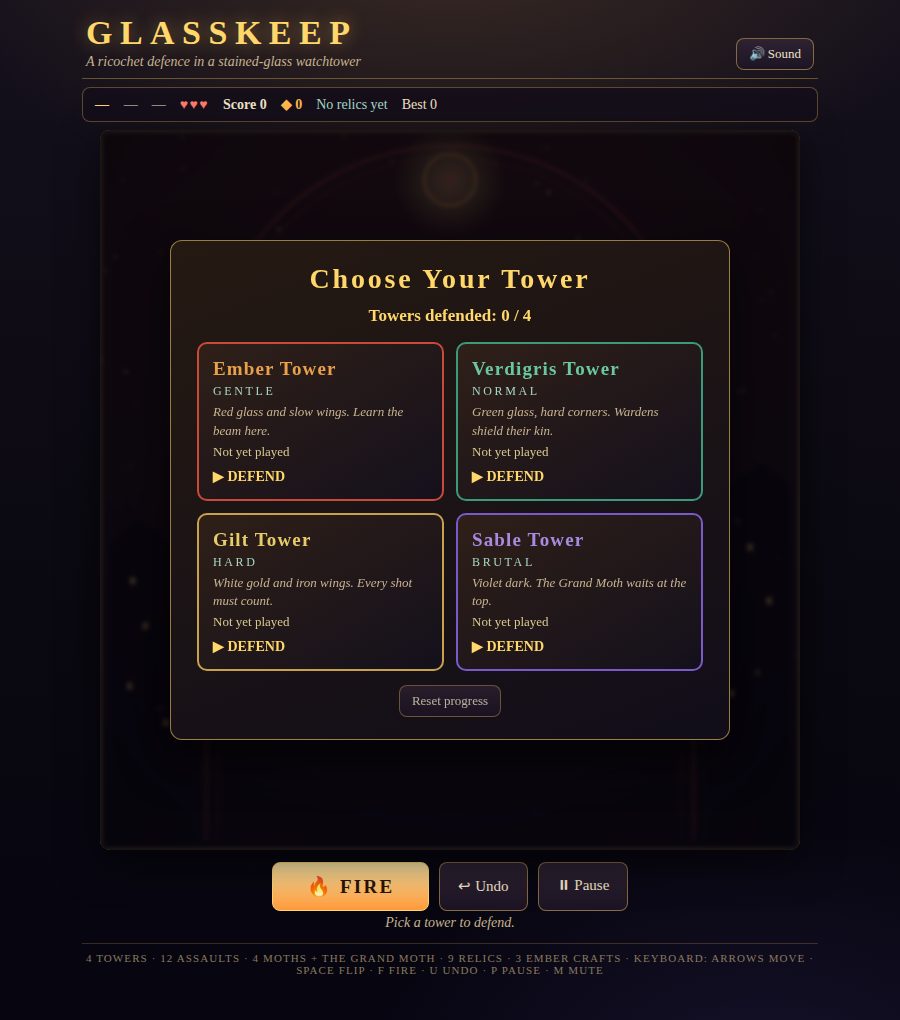 GLASSKEEP
A ricochet defence in a stained-glass watchtower
🔊 Sound
— — — ♥♥♥ Score 0 ◆ 0 No relics yet Best 0
Choose Your Tower
Towers defended: 0 / 4
Ember Tower
GENTLE
Red glass and slow wings. Learn the
beam here.
Not yet played
▶ DEFEND
Verdigris Tower
NORMAL
Green glass, hard corners. Wardens
shield their kin.
Not yet played
▶ DEFEND
Gilt Tower
HARD
White gold and iron wings. Every shot
must count.
Not yet played
▶ DEFEND
Sable Tower
BRUTAL
Violet dark. The Grand Moth waits at the
top.
Not yet played
▶ DEFEND
Reset progress
🔥 FIRE ↩ Undo ⏸ Pause
Pick a tower to defend.
4 TOWERS · 12 ASSAULTS · 4 MOTHS + THE GRAND MOTH · 9 RELICS · 3 EMBER CRAFTS · KEYBOARD: ARROWS MOVE ·
SPACE FLIP · F FIRE · U UNDO · P PAUSE · M MUTE